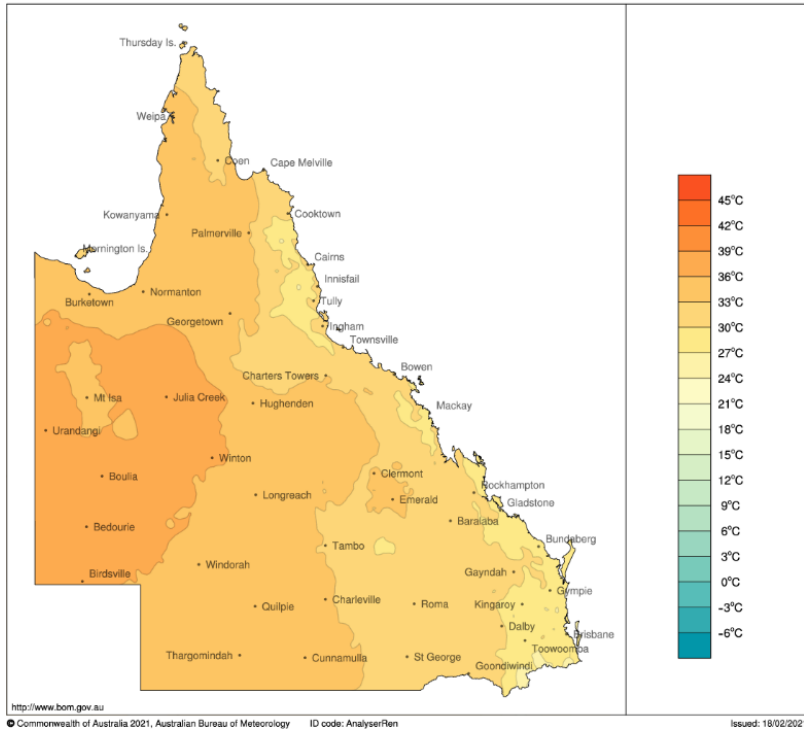 Thursday Is.
Weipa
Coen
Cape Melville
Kowanyama
Cooktown
Palmerville
Mornington Is.
Cairns
Innisfail
Normanton
Burketown
Tully
Georgetown
Ingham
Townsville
Charters Towers
Bowen
Mt Isa
Julia Creek
Hughenden
Mackay
Urandangi
Winton
Boulia
Clermont
Longreach
Emerald
Rockhampton
Gladstone
Baralaba
Bedourie
Tambo
Bundaberg
Birdsville
Windorah
Gayndah
Gympie
Quilpie
Charleville
Roma
Kingaroy
Dalby
Brisbane
Toowoomba
Thargomindah
Cunnamulla
St George
Goondiwindi
45°C
42°C
39°C
36°C
33°C
30°C
27°C
24°C
21°C
18°C
15°C
12°C
9°C
6°C
3°C
0°C
-3°C
-6°C
http://www.bom.gov.au
© Commonwealth of Australia 2021, Australian Bureau of Meteorology ID code: AnalyserRen Issued: 18/02/2021